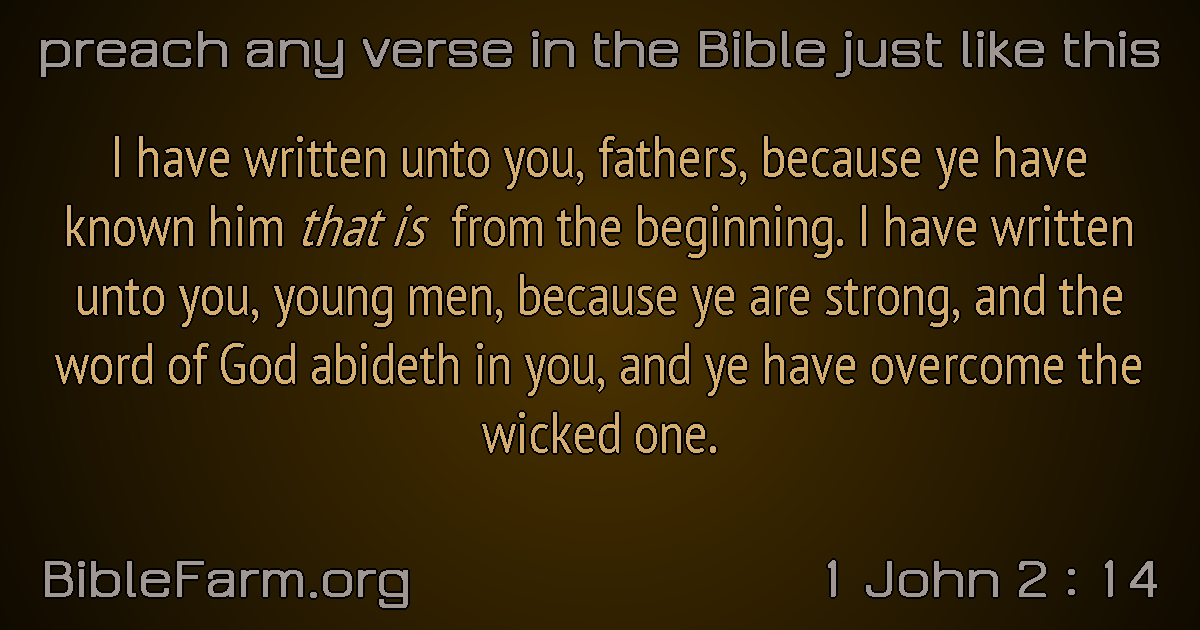 preach any verse in the Bible just like this
I have written unto you, fathers, because ye have
known him that is from the beginning. I have written
unto you, young men, because ye are strong, and the
word of God abideth in you, and ye have overcome the
wicked one.
BibleFarm.org
1 John 2 : 14